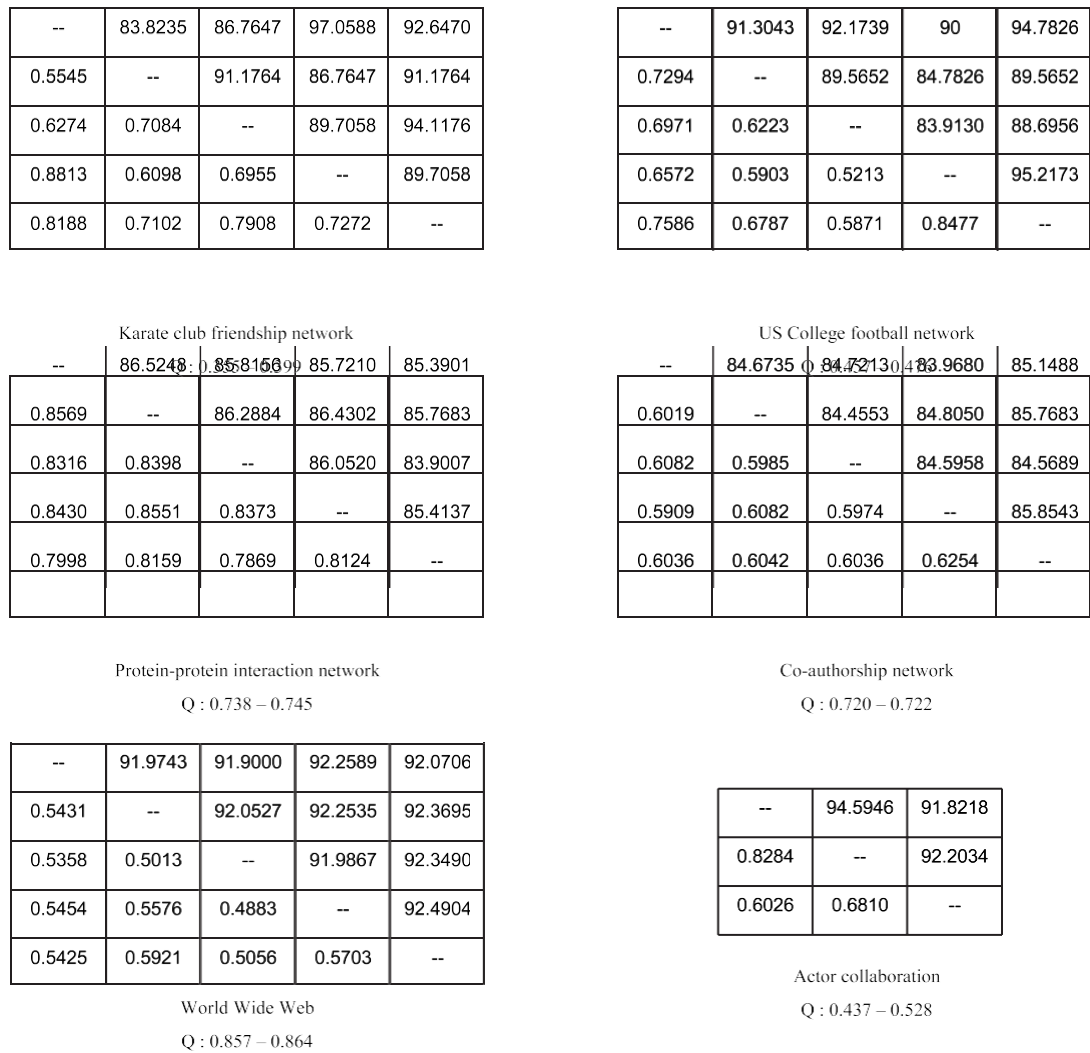 -- 83.8235 86.7647 97.0588 92.6470
0.5545 -- 91.1764 86.7647 91.1764
0.6274 0.7084 -- 89.7058 94.1176
0.8813 0.6098 0.6955 -- 89.7058
0.8188 0.7102 0.7908 0.7272 --
Karate club friendship network
-- 91.3043 92.1739 90 94.7826
0.7294 -- 89.5652 84.7826 89.5652
0.6971 0.6223 -- 83.9130 88.6956
0.6572 0.5903 0.5213 -- 95.2173
0.7586 0.6787 0.5871 0.8477 --
US College football network
-- 86.5248 85.8156 85.7210 85.3901
Q : 0.355 – 0.399
0.8569 -- 86.2884 86.4302 85.7683
0.8316 0.8398 -- 86.0520 83.9007
0.8430 0.8551 0.8373 -- 85.4137
0.7998 0.8159 0.7869 0.8124 --
Protein-protein interaction network
Q : 0.738 – 0.745
-- 84.6735 84.7213 83.9680 85.1488
Q :
0.6019 -- 84.4553 84.8050 85.7683
0.6082 0.5985 -- 84.5958 84.5689
0.5909 0.6082 0.5974 -- 85.8543
0.6036 0.6042 0.6036 0.6254 --
Co-authorship network
Q : 0.720 – 0.722
-- 91.9743 91.9000 92.2589 92.0706
0.5431 -- 92.0527 92.2535 92.3695
0.5358 0.5013 -- 91.9867 92.3490
0.5454 0.5576 0.4883 -- 92.4904
0.5425 0.5921 0.5056 0.5703 --
World Wide Web
Q : 0.857 – 0.864
-- 94.5946 91.8218
0.8284 -- 92.2034
0.6026 0.6810 --
Actor collaboration
Q : 0.437 – 0.528